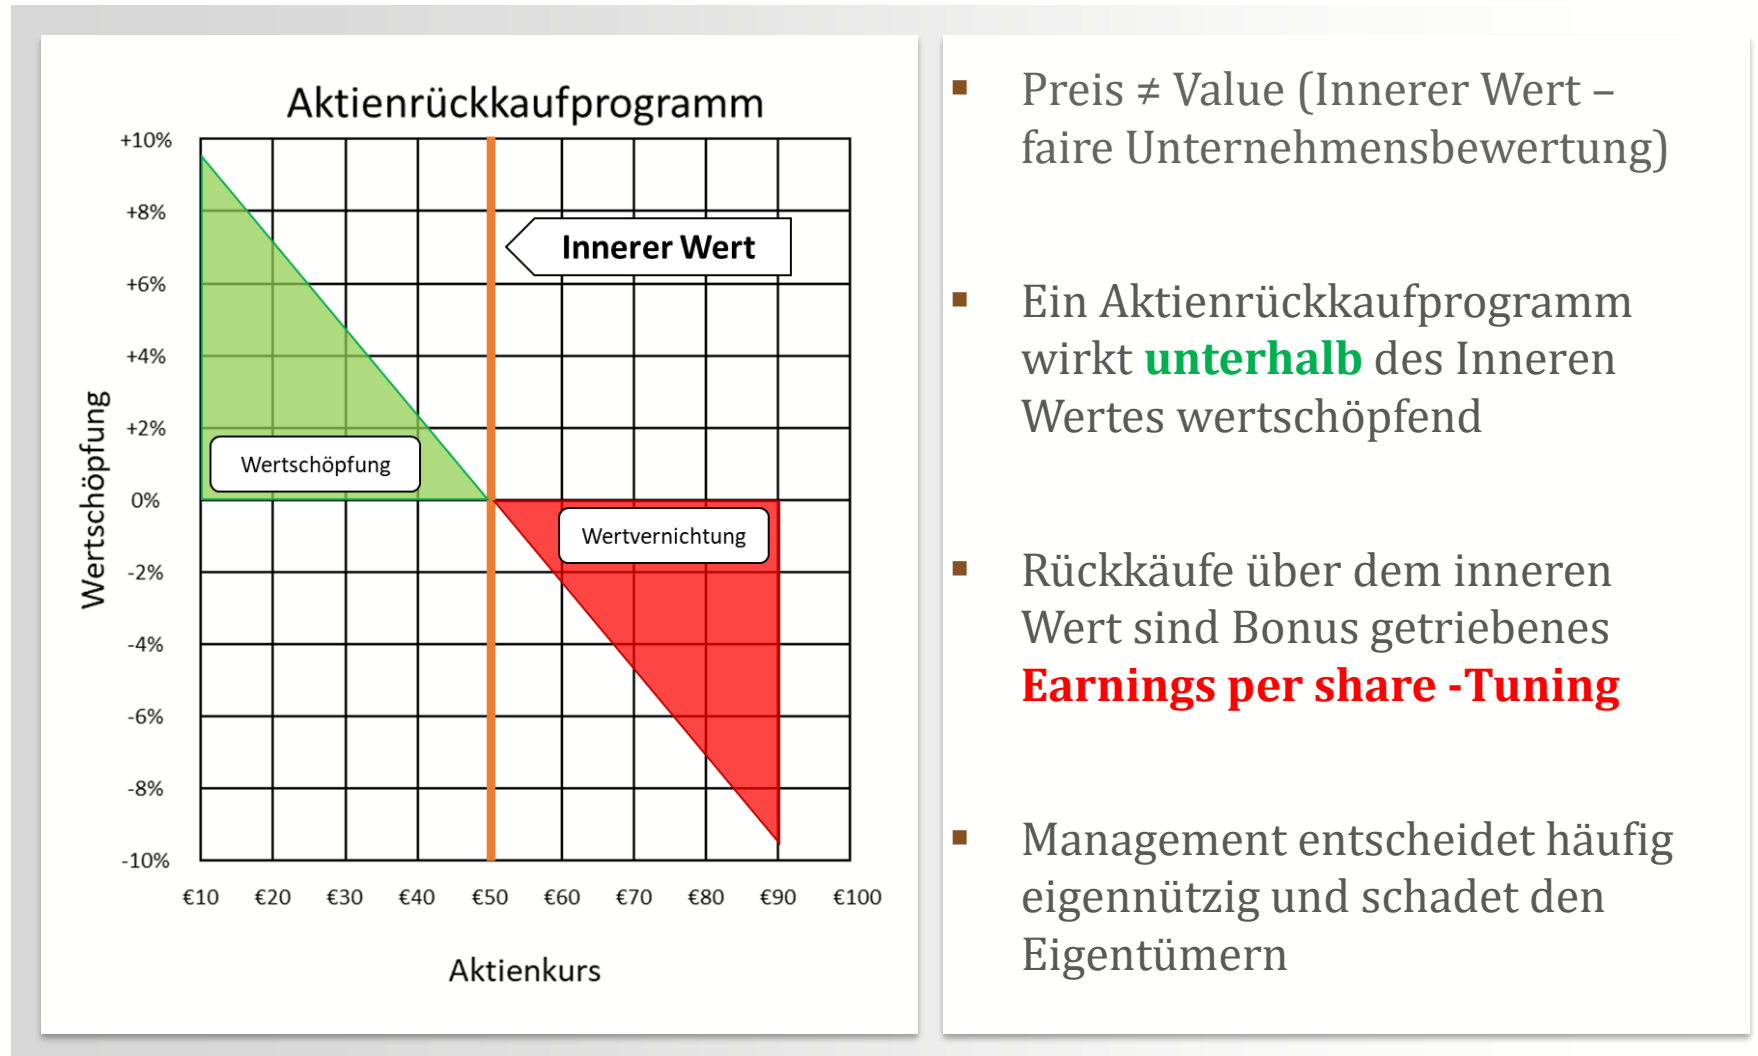 Aktienrückkaufprogramm
+10%
+8%
+6%
+4%
+2%
0%
-2%
-4%
-6%
-8%
-10%
Wertschöpfung
Innerer Wert
Wertschöpfung
Wertvernichtung
€10 €20 €30 €40 €50 €60 €70 €80 €90 €100
Aktienkurs
▪ Preis ≠ Value (Innerer Wert –
faire Unternehmensbewertung)
▪ Ein Aktienrückkaufprogramm
wirkt unterhalb des Inneren
Wertes wertschöpfend
▪ Rückkäufe über dem inneren
Wert sind Bonus getriebenes
Earnings per share -Tuning
▪ Management entscheidet häufig
eigennützig und schadet den
Eigentümern